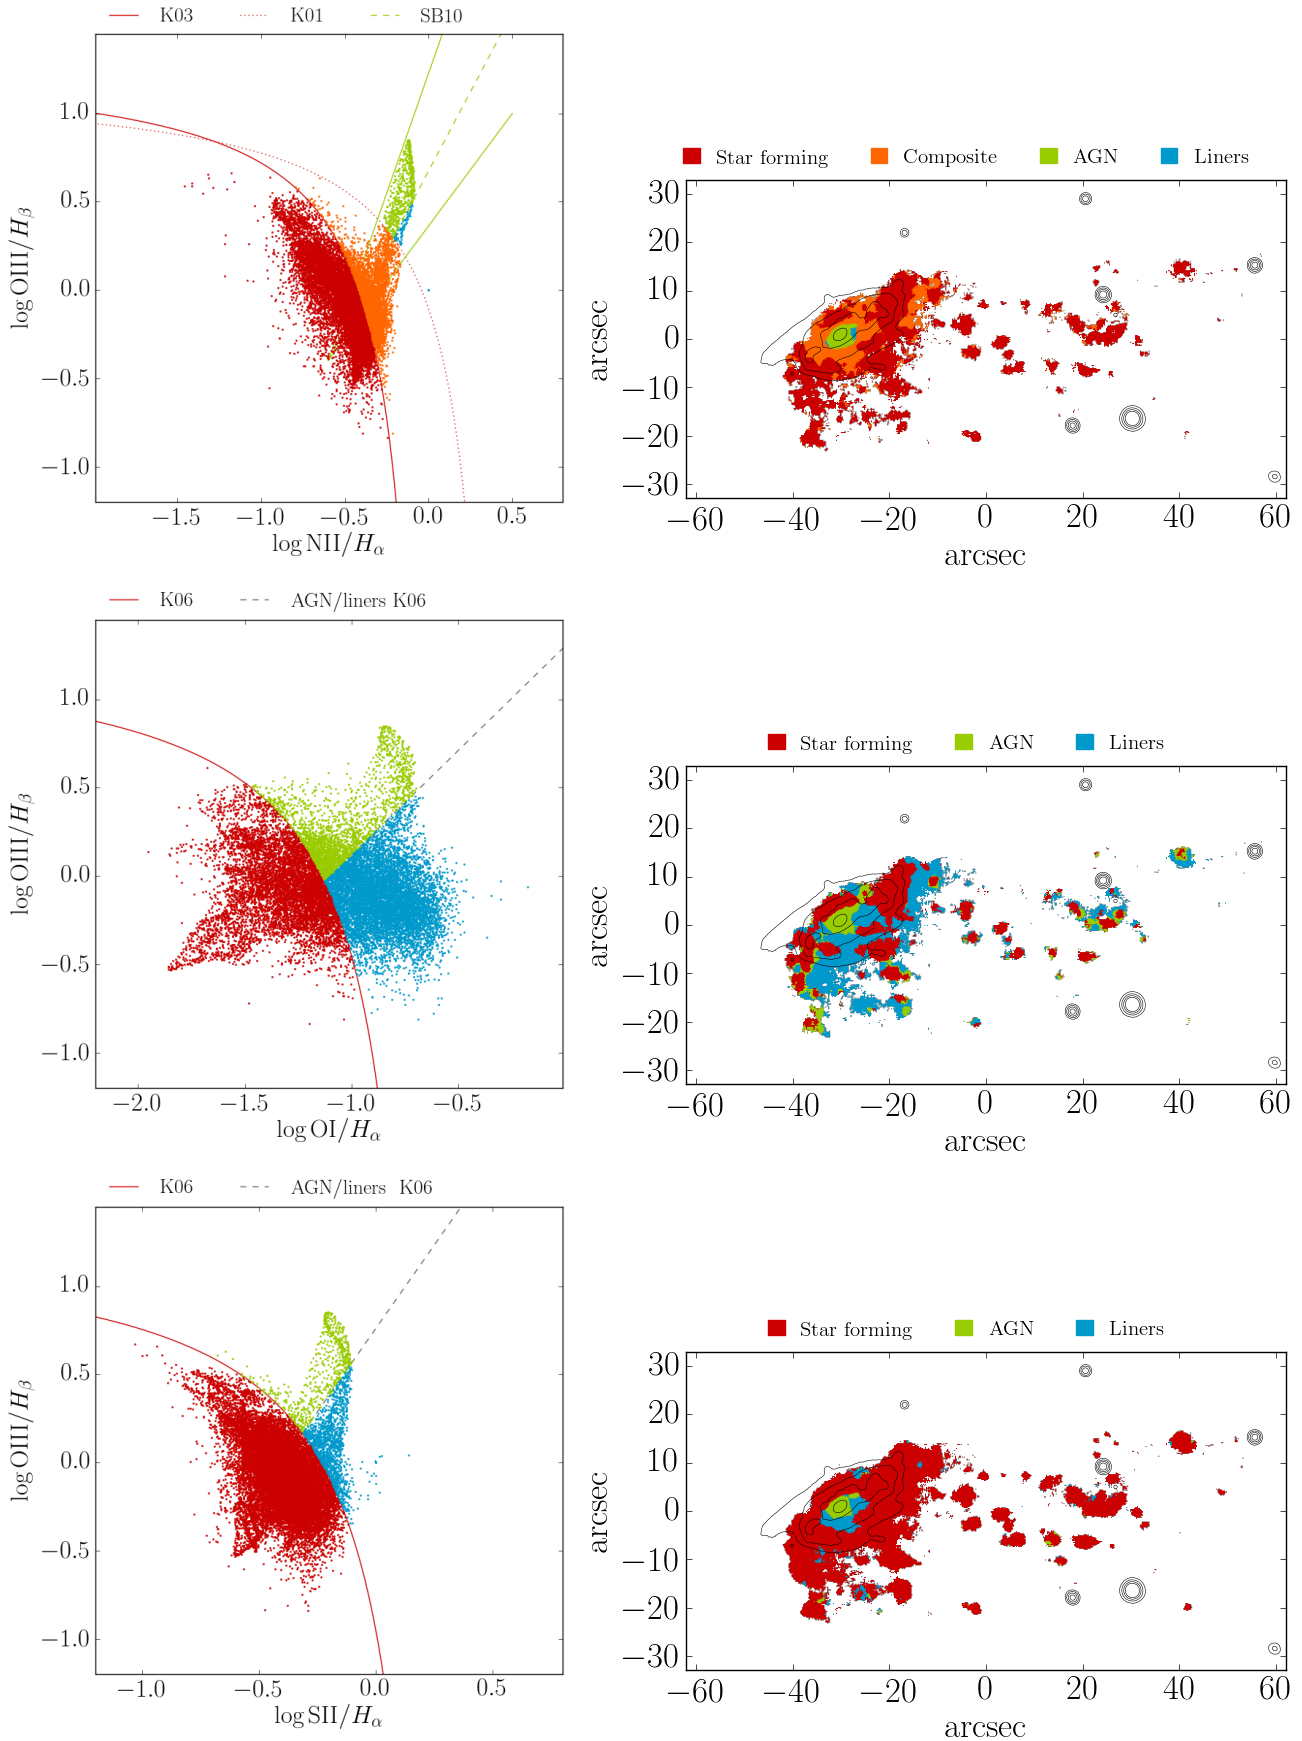 K03 K01 SB10
1.0
0.5
0.0
−0.5
−1.0
log OIII/Hβ
−1.5 −1.0 −0.5 0.0 0.5
log NII/Hα
Star forming Composite AGN Liners
30
20
10
0
−10
−20
−30
arcsec
−60 −40 −20 0 20 40 60
arcsec
K06 AGN/liners K06
1.0
0.5
0.0
−0.5
−1.0
log OIII/Hβ
−2.0 −1.5 −1.0 −0.5
log OI/Hα
Star forming AGN Liners
30
20
10
0
−10
−20
−30
arcsec
−60 −40 −20 0 20 40 60
arcsec
K06 AGN/liners K06
1.0
0.5
0.0
−0.5
−1.0
log OIII/Hβ
−1.0 −0.5 0.0 0.5
log SII/Hα
Star forming AGN Liners
30
20
10
0
−10
−20
−30
arcsec
−60 −40 −20 0 20 40 60
arcsec